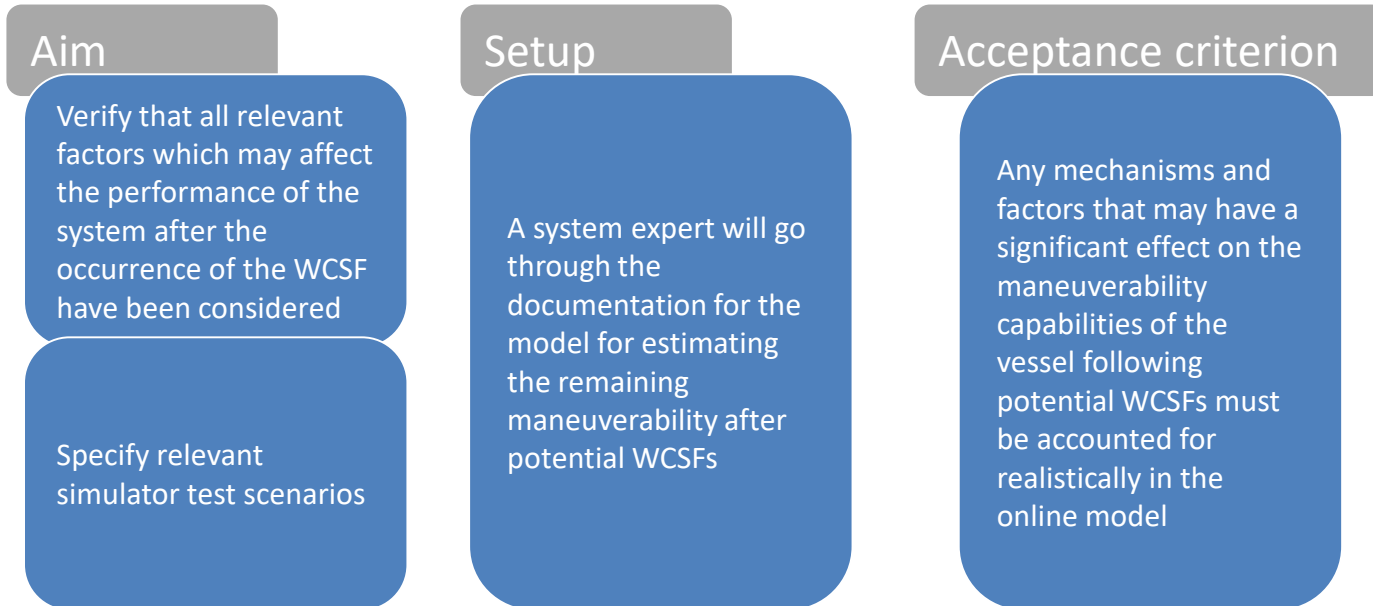 Aim
Verify that all relevant
factors which may affect
the performance of the
system after the
occurrence of the WCSF
have been considered
Specify relevant
simulator test scenarios
Setup
A system expert will go
through the
documentation for the
model for estimating
the remaining
maneuverability after
potential WCSFs
Acceptance criterion
Any mechanisms and
factors that may have a
significant effect on the
maneuverability
capabilities of the
vessel following
potential WCSFs must
be accounted for
realistically in the
online model